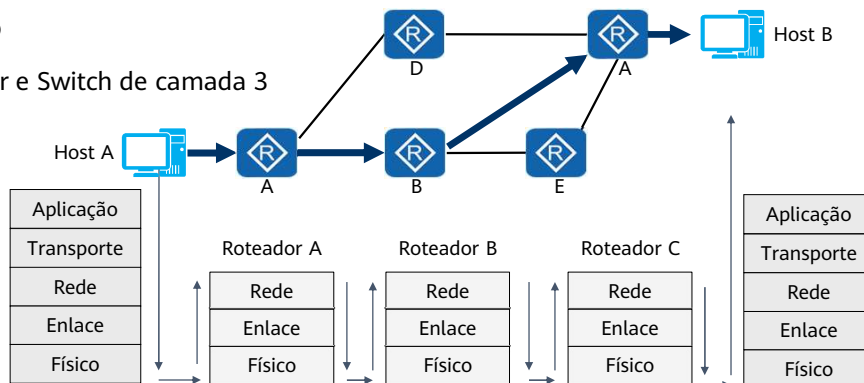 r e Switch de camada 3
R
D
R
A
Host B
Host A
R
A
R
B
R
E
Aplicação
Transporte
Rede
Enlace
Físico
Roteador A
Rede
Enlace
Físico
Roteador B
Rede
Enlace
Físico
Roteador C
Rede
Enlace
Físico
Aplicação
Transporte
Rede
Enlace
Físico